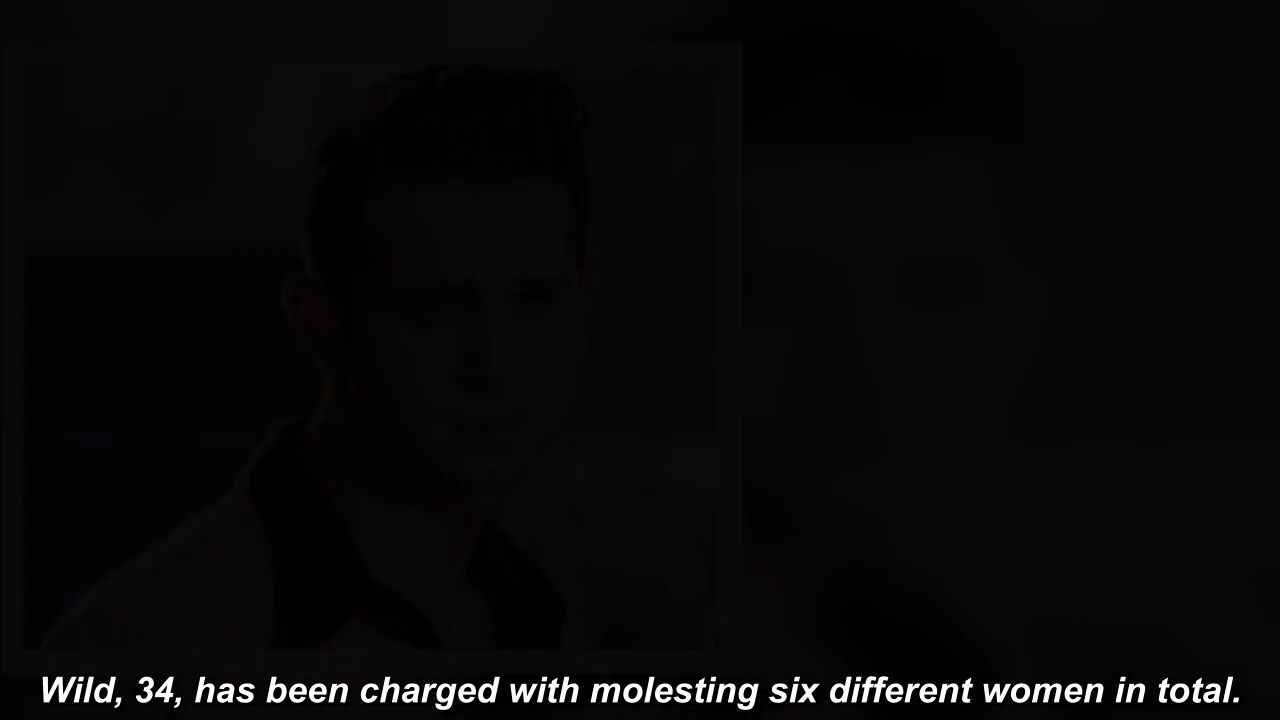 Wild, 34, has been charged with molesting six different women in total.